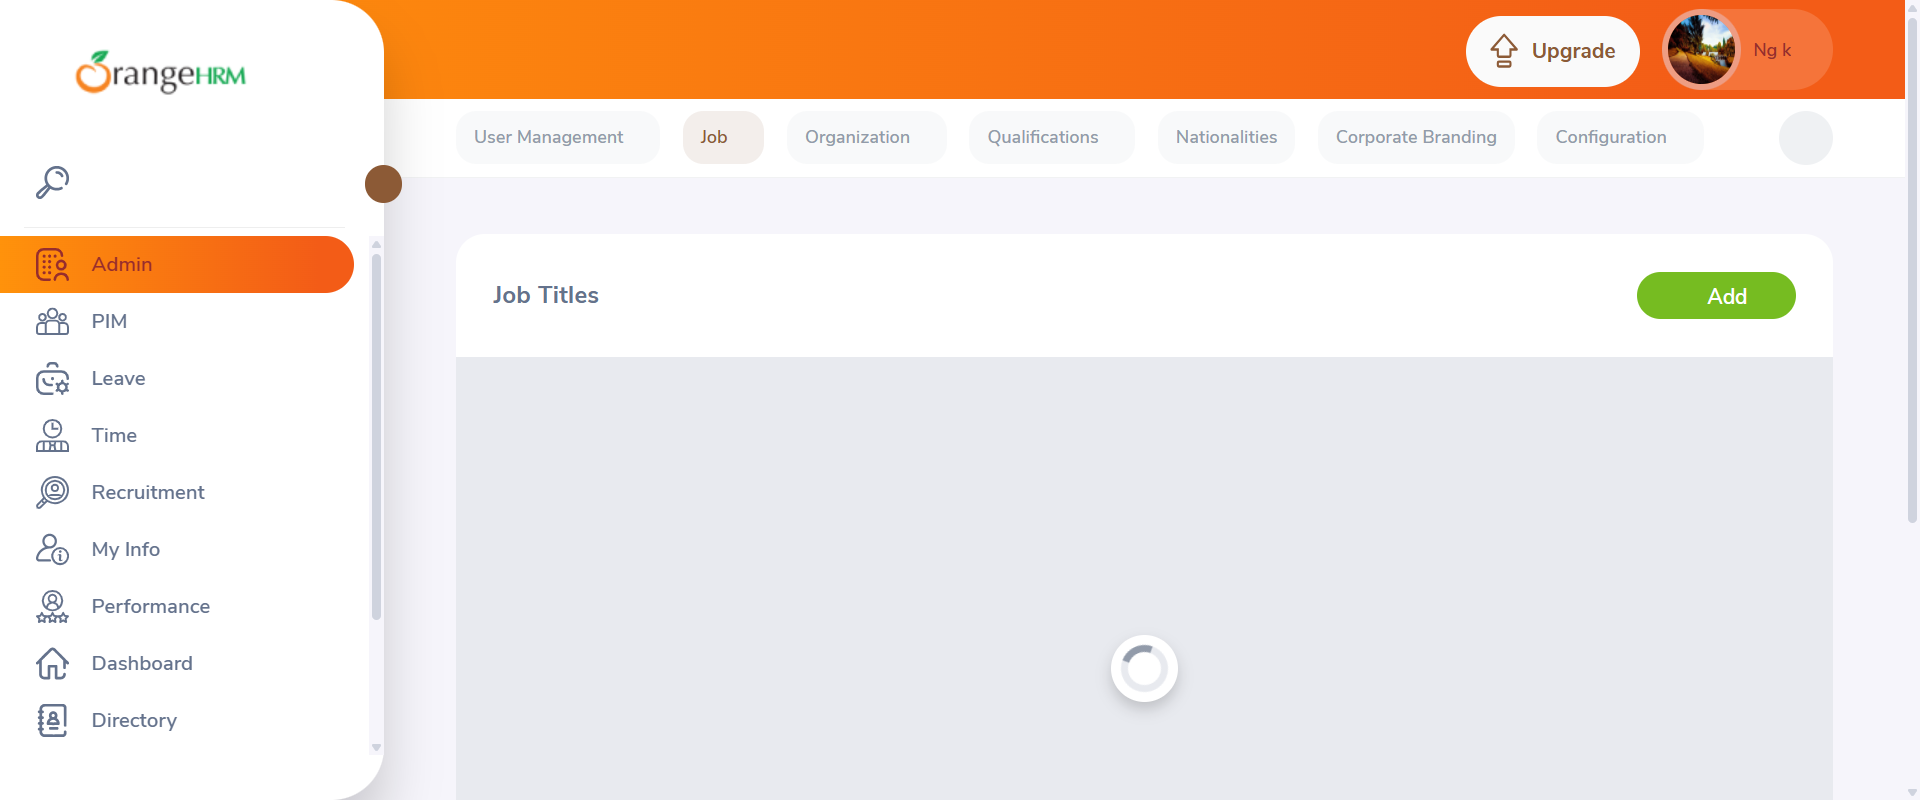 rangeHRM
Upgrade
Ng k
User Management
Job
Organization
Qualifications
Nationalities
Corporate Branding
Configuration
Admin
PIM
Leave
Time
Recruitment
My Info
Performance
Dashboard
Directory
Job Titles
Add